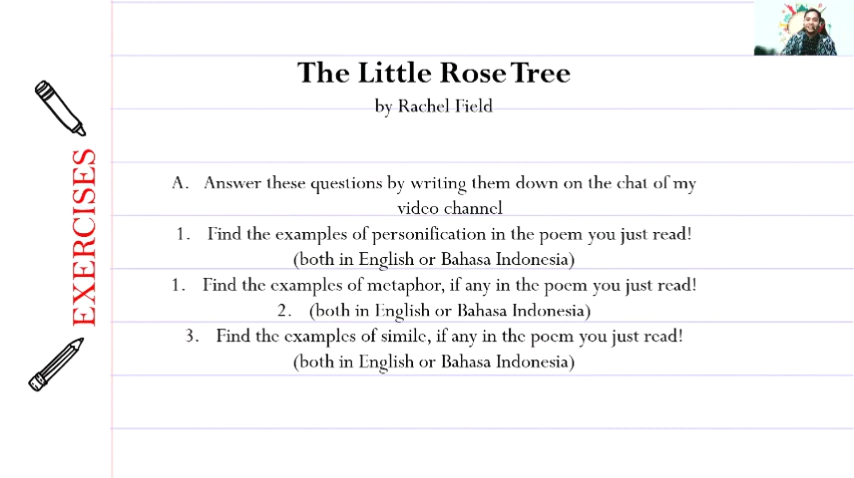 The Little Rose Tree
by Rachel Field
EXERCISES
A. Answer these questions by writing them down on the chat of my
video channel
1. Find the examples of personification in the poem you just read!
(both in English or Bahasa Indonesia)
1. Find the examples of metaphor, if any in the poem you just read!
2. (both in English or Bahasa Indonesia)
3. Find the examples of simile, if any in the poem you just read!
(both in English or Bahasa Indonesia)